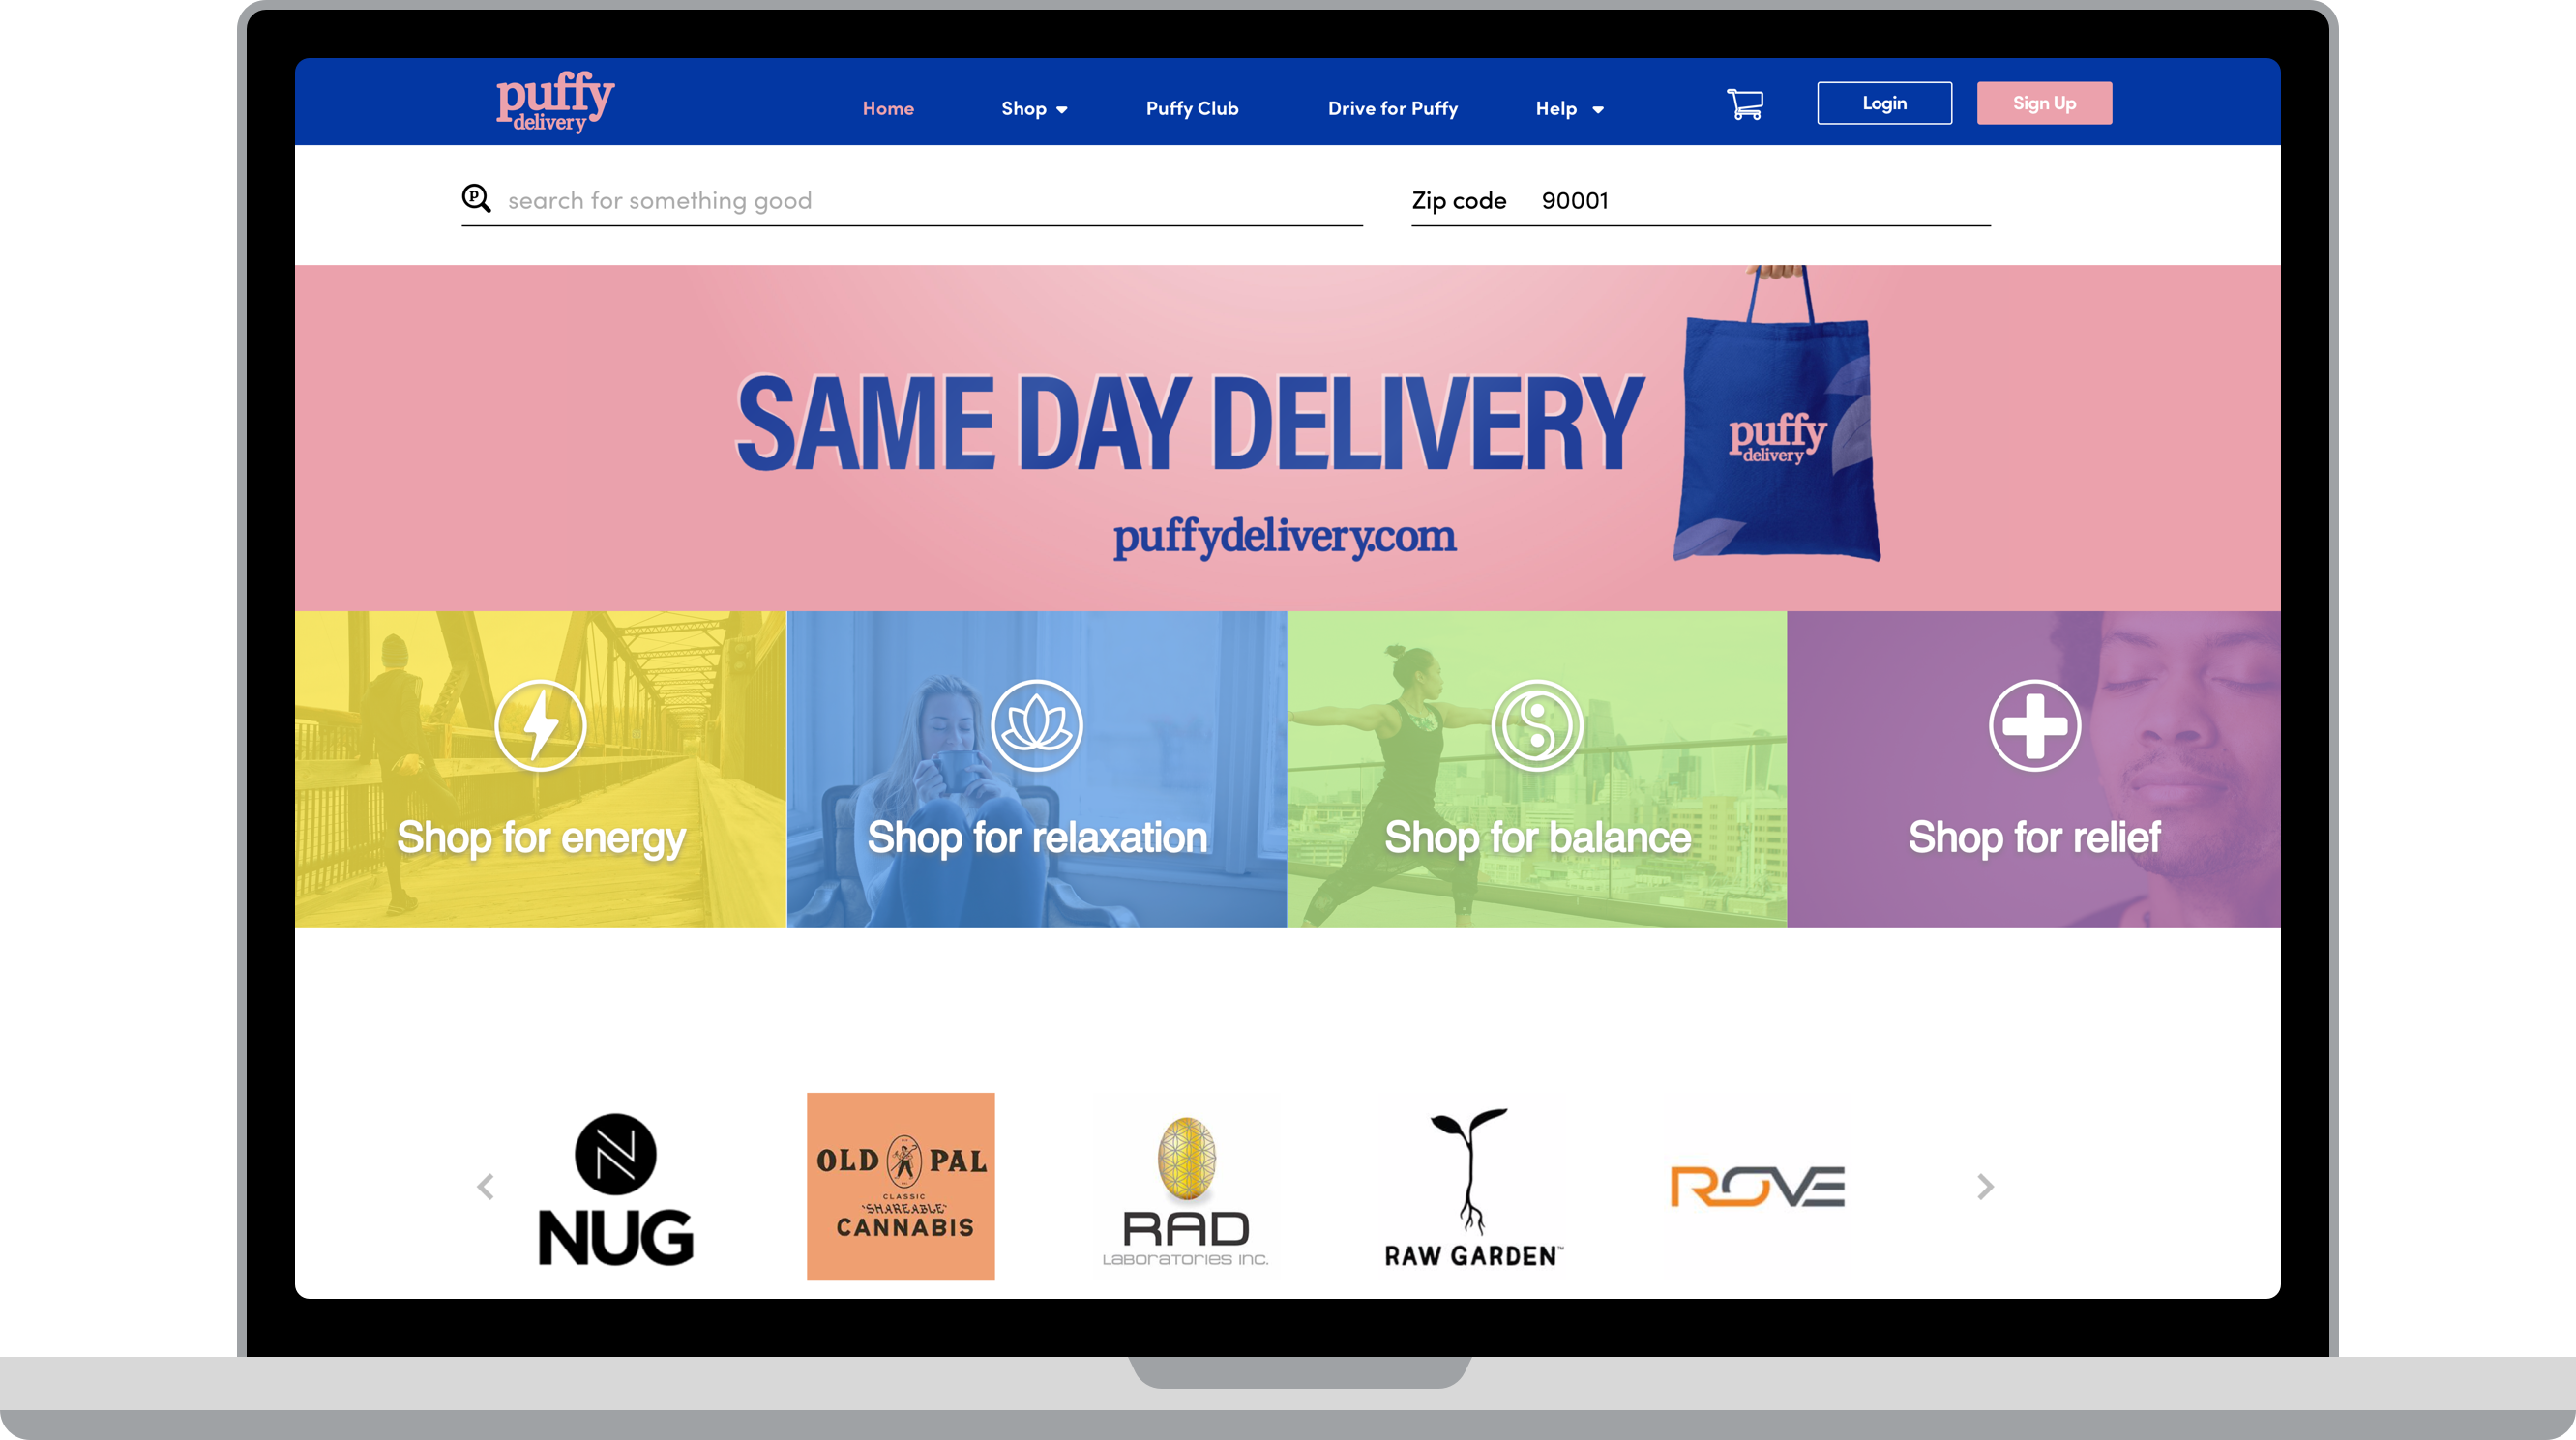 puffy
delivery
Home
Shop
Puffy Club
Drive for Puffy
Help
Login
Sign Up
P
search for something good
Zip code
90001
SAME DAY DELIVERY
puffydelivery.com
puffy
delivery
Shop for energy
Shop for relaxation
Shop for balance
Shop for relief
N
NUG
OLD PAL
CLASSIC
"SHAREABLE"
CANNABIS
RAD
LABORATORIES INC.
RAW GARDEN™
ROVE